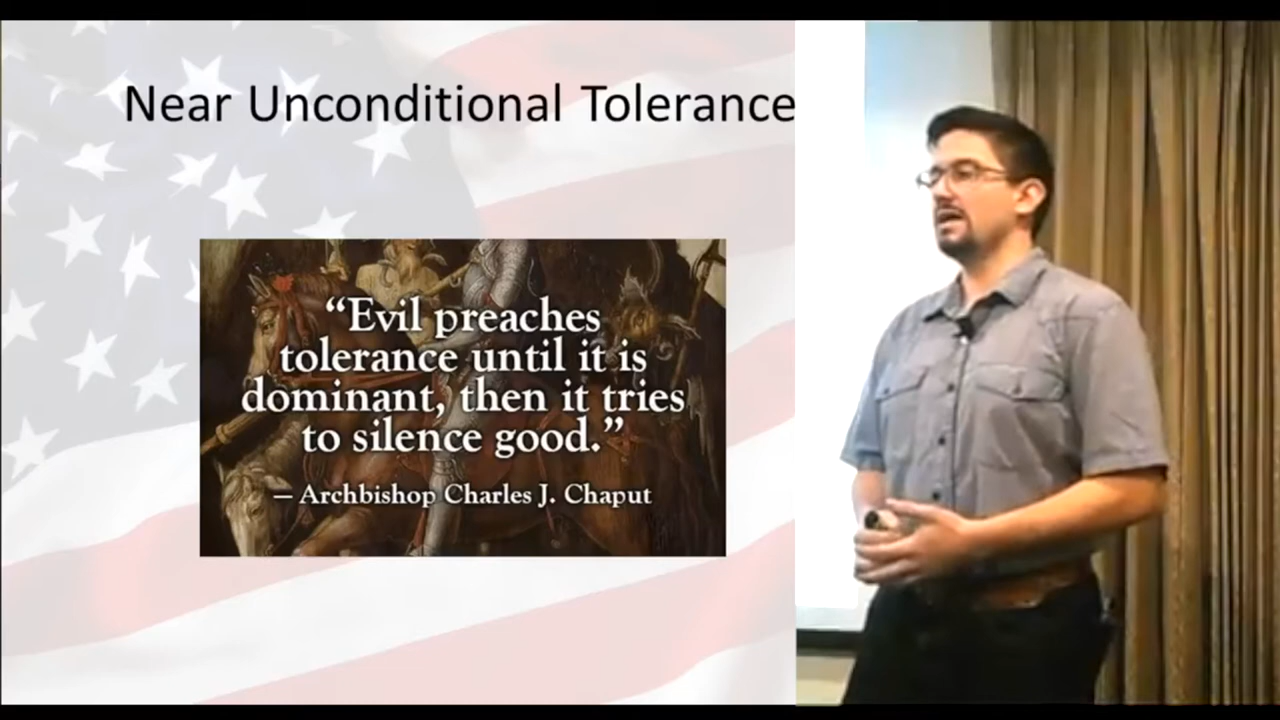 Near Unconditional Tolerance
“Evil preaches
tolerance until it is
dominant, then it tries
to silence good.”
— Archbishop Charles J. Chaput